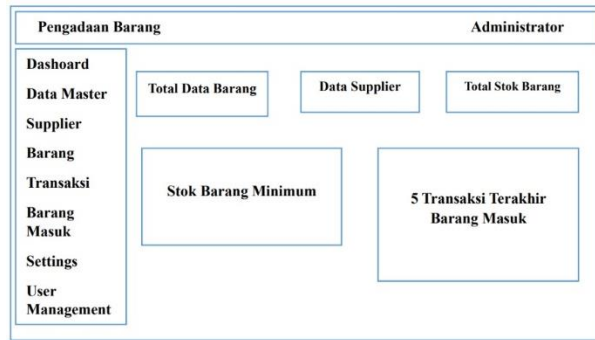 Pengadaan Barang
Administrator
Dashoard
Data Master
Supplier
Barang
Transaksi
Barang
Masuk
Settings
User
Management
Total Data Barang
Data Supplier
Total Stok Barang
Stok Barang Minimum
5 Transaksi Terakhir
Barang Masuk